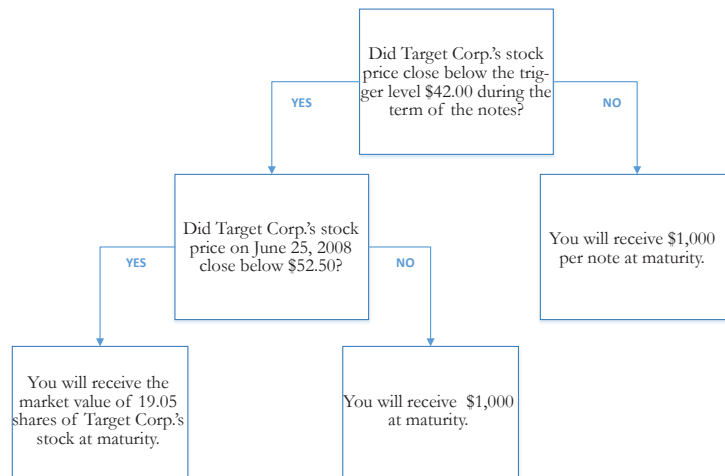 Did Target Corp.'s stock
price close below the trig-
ger level $42.00 during the
term of the notes?
YES
NO
Did Target Corp.'s stock
price on June 25, 2008
close below $52.50?
You will receive $1,000
per note at maturity.
YES
NO
You will receive the
market value of 19.05
shares of Target Corp.'s
stock at maturity.
You will receive $1,000
at maturity.